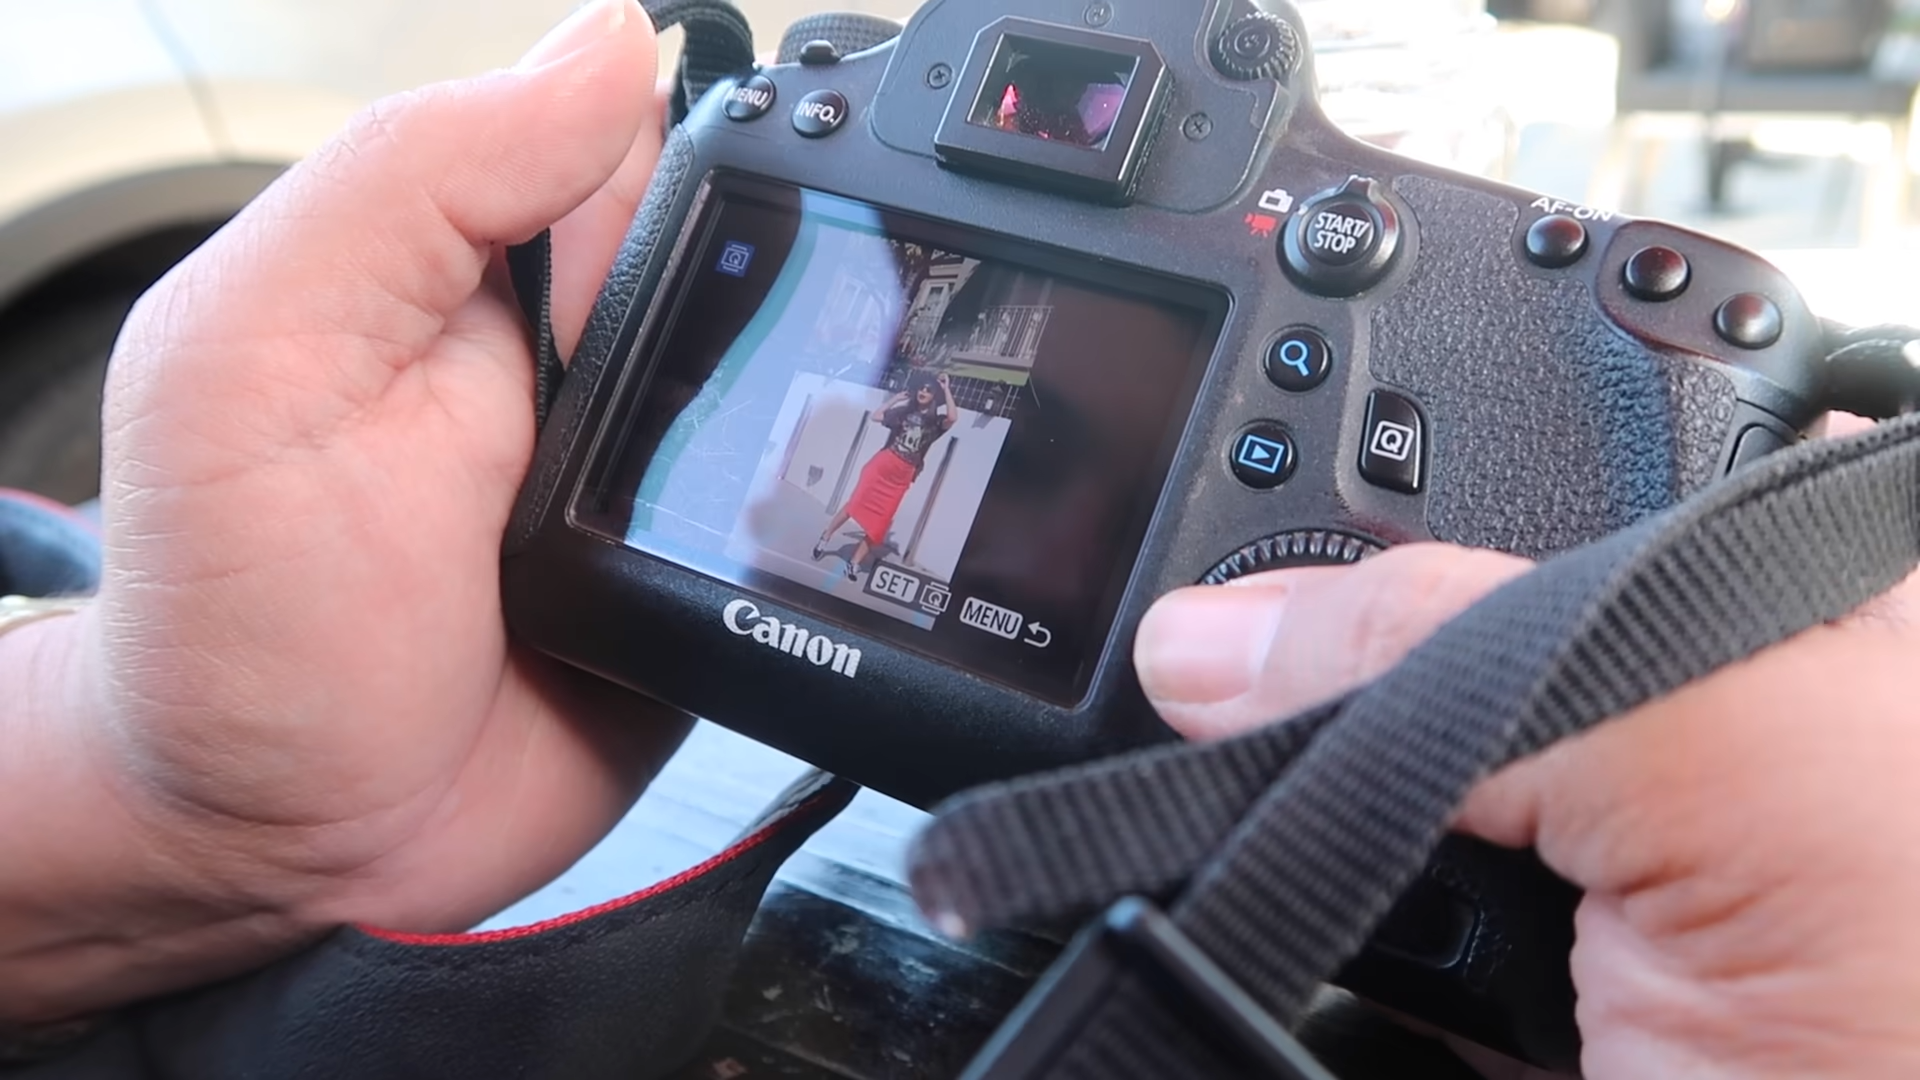 MENU
INFO.
START/
STOP
AF-ON
Q
Q
SET Q MENU
Canon